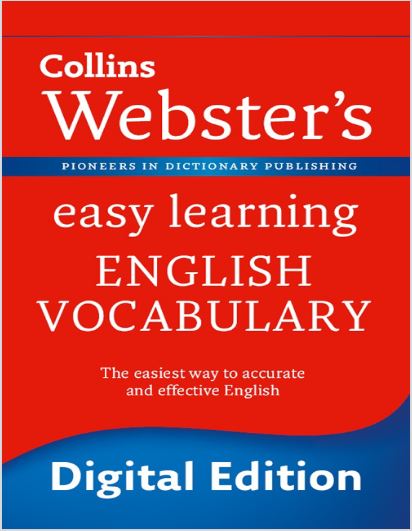 Collins
Webster's
PIONEERS IN DICTIONARY PUBLISHING
easy learning
ENGLISH
VOCABULARY
The easiest way to accurate
and effective English
Digital Edition